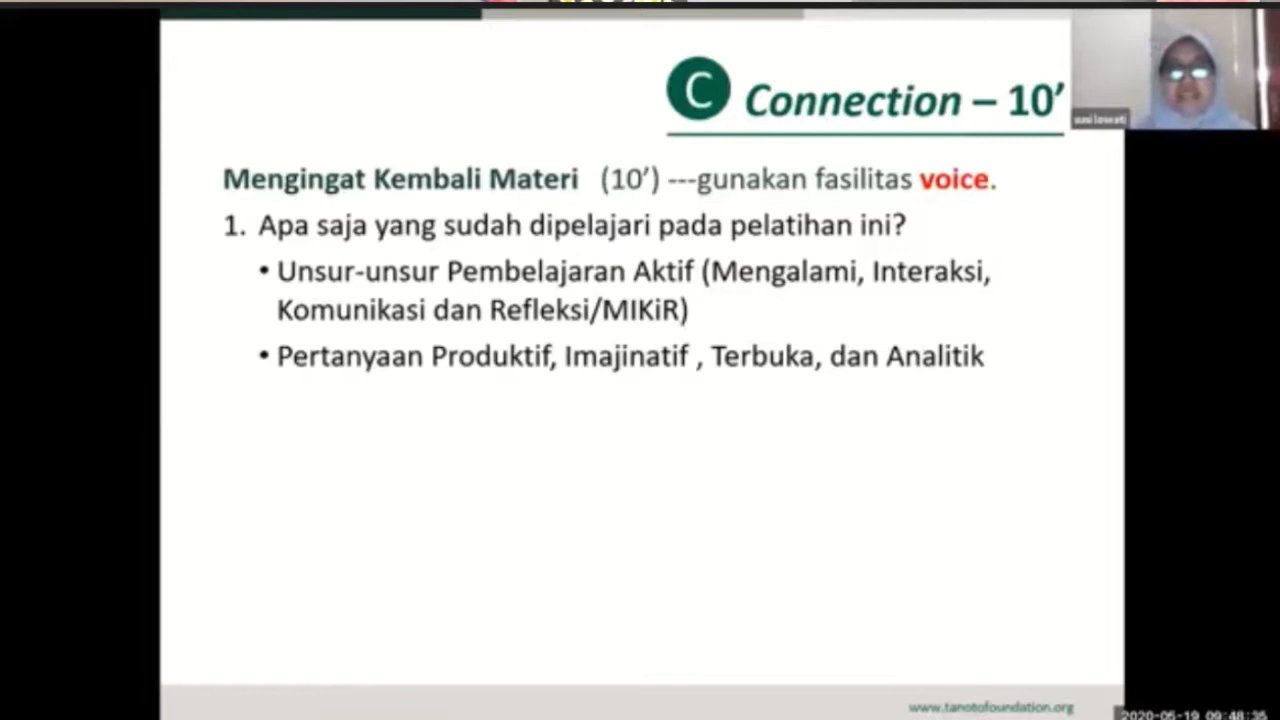 C Connection – 10’
susilowati
Mengingat Kembali Materi (10’) ---gunakan fasilitas voice.
1. Apa saja yang sudah dipelajari pada pelatihan ini?
• Unsur-unsur Pembelajaran Aktif (Mengalami, Interaksi,
Komunikasi dan Refleksi/MIKiR)
• Pertanyaan Produktif, Imajinatif , Terbuka, dan Analitik
www.tanotofoundation.org
2020-05-19 09:48:35